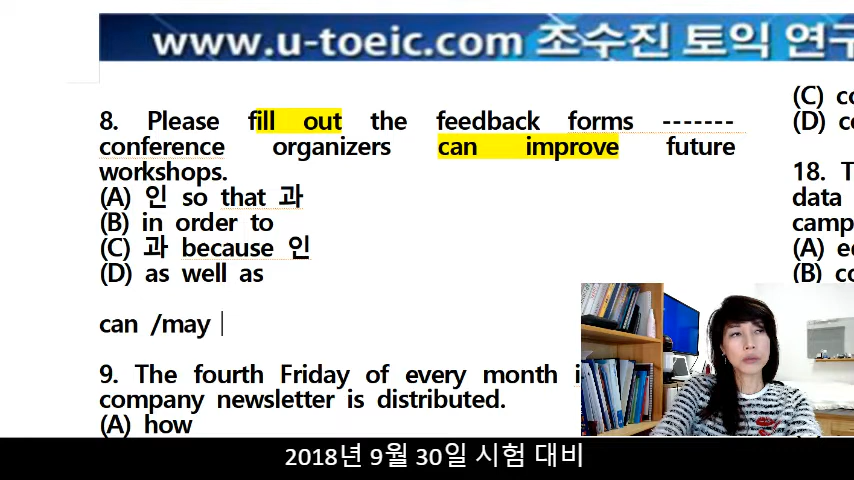 www.u-toeic.com 조수진 토익 연구
8. Please fill out the feedback forms -------
conference organizers can improve future
workshops.
(A) 인 so that 과
(B) in order to
(C) 과 because 인
(D) as well as
can /may
9. The fourth Friday of every month
company newsletter is distributed.
(A) how
(C)
(D)
18.
data
camp
(A)
(B)
2018년 9월 30일 시험 대비